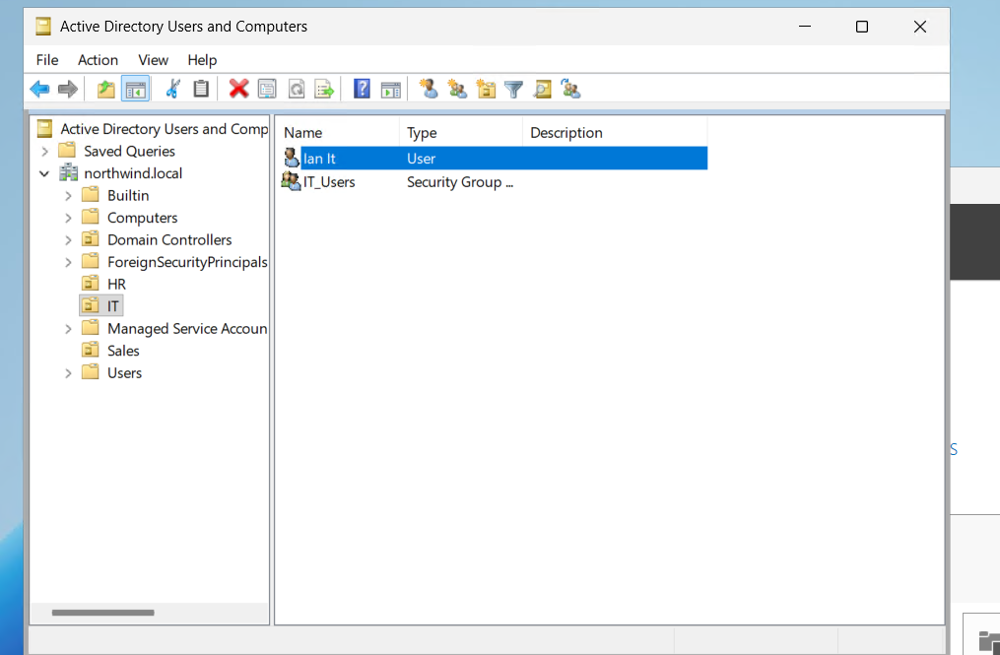 Active Directory Users and Computers
File Action View Help
Active Directory Users and Comp
Saved Queries
northwind.local
Builtin
Computers
Domain Controllers
ForeignSecurityPrincipals
HR
IT
Managed Service Accoun
Sales
Users
Name Type Description
Ian It User
IT_Users Security Group ...
s